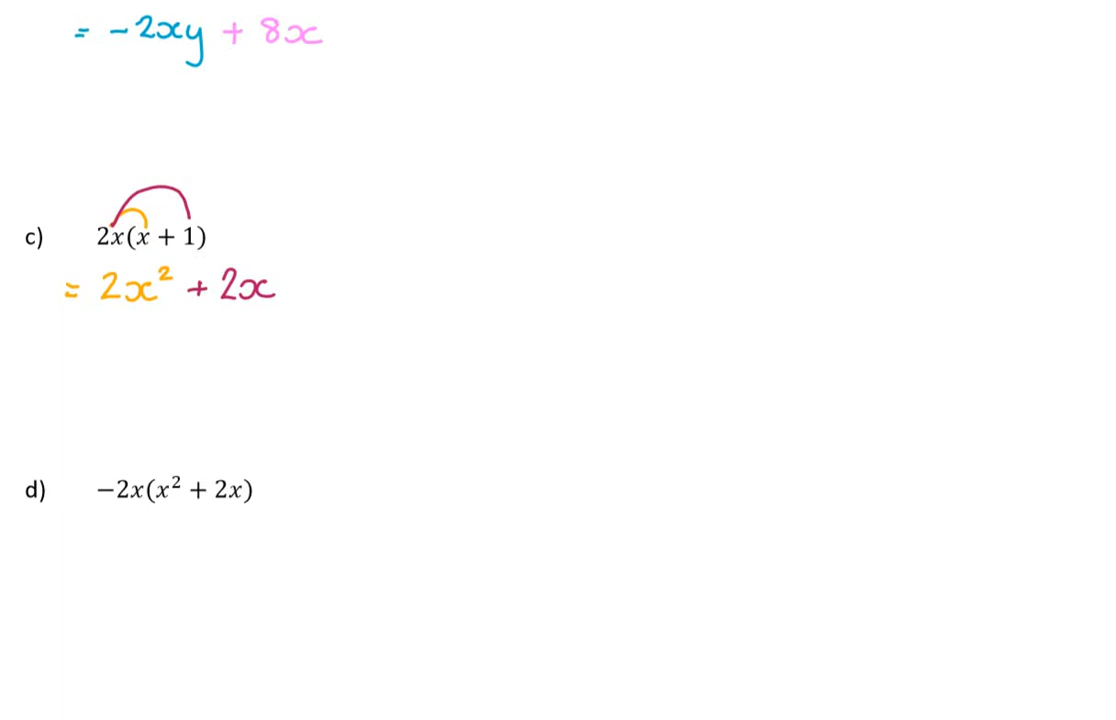 = -2xy + 8x
c) 2x(x + 1)
= 2x² + 2x
d) −2x(x² + 2x)